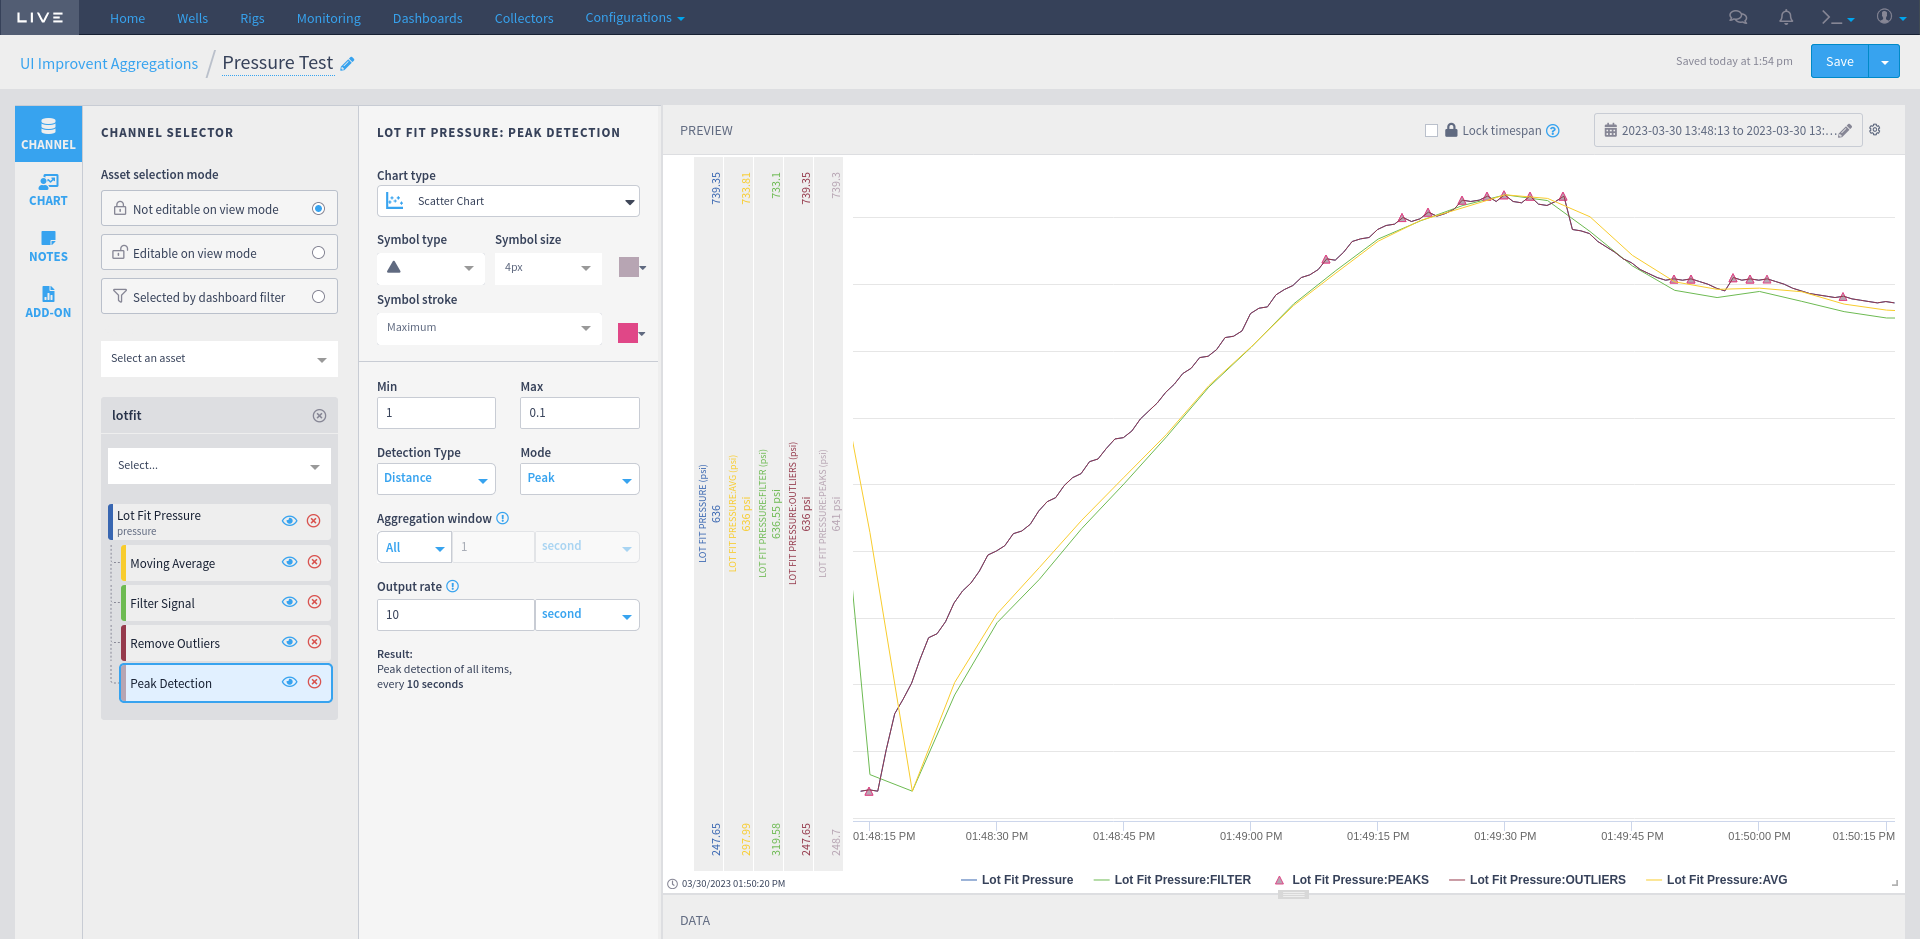 LIVE
Home
Wells
Rigs
Monitoring
Dashboards
Collectors
Configurations
UI Improvent Aggregations / Pressure Test
Saved today at 1:54 pm
Save
CHANNEL
CHART
NOTES
ADD-ON
CHANNEL SELECTOR
Asset selection mode
Not editable on view mode
Editable on view mode
Selected by dashboard filter
Select an asset
lotfit
Select...
Lot Fit Pressure
pressure
Moving Average
Filter Signal
Remove Outliers
Peak Detection
LOT FIT PRESSURE: PEAK DETECTION
Chart type
Scatter Chart
Symbol type
Symbol size
4px
Symbol stroke
Maximum
Min
Max
1
0.1
Detection Type
Mode
Distance
Peak
Aggregation window
All
1
second
Output rate
10
second
Result:
Peak detection of all items,
every 10 seconds
PREVIEW
Lock timespan
2023-03-30 13:48:13 to 2023-03-30 13:...
739.35
733.81
733.1
739.35
739.3
LOT FIT PRESSURE (psi)
636
LOT FIT PRESSURE:AVG (psi)
636 psi
LOT FIT PRESSURE:FILTER (psi)
636.55 psi
LOT FIT PRESSURE:OUTLIERS (psi)
636 psi
LOT FIT PRESSURE:PEAKS (psi)
641 psi
247.65
297.99
319.58
247.65
248.7
01:48:15 PM
01:48:30 PM
01:48:45 PM
01:49:00 PM
01:49:15 PM
01:49:30 PM
01:49:45 PM
01:50:00 PM
01:50:15 PM
03/30/2023 01:50:20 PM
Lot Fit Pressure
Lot Fit Pressure:FILTER
Lot Fit Pressure:PEAKS
Lot Fit Pressure:OUTLIERS
Lot Fit Pressure:AVG
DATA